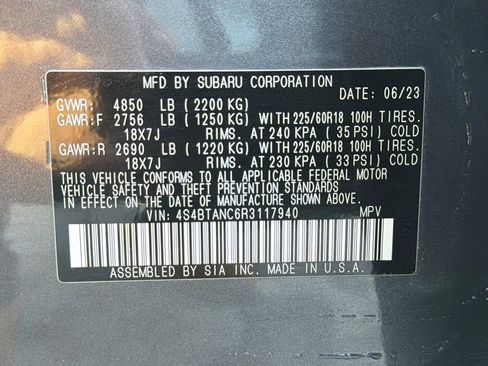 MFD BY SUBARU CORPORATION DATE: 06/23
GVWR: 4850 LB (2200 KG)
GAWR:F 2756 LB (1250 KG) WITH 225/60R18 100H TIRES.
18X7J RIMS. AT 240 KPA (35 PSI) COLD
GAWR:R 2690 LB (1220 KG) WITH 225/60R18 100H TIRES.
18X7J RIMS. AT 230 KPA (33 PSI) COLD
THIS VEHICLE CONFORMS TO ALL APPLICABLE FEDERAL MOTOR
VEHICLE SAFETY AND THEFT PREVENTION STANDARDS
IN EFFECT ON THE DATE OF MANUFACTURE SHOWN ABOVE.
VIN: 4S4BTANC6R3117940 MPV
ASSEMBLED BY SIA INC. MADE IN U.S.A.